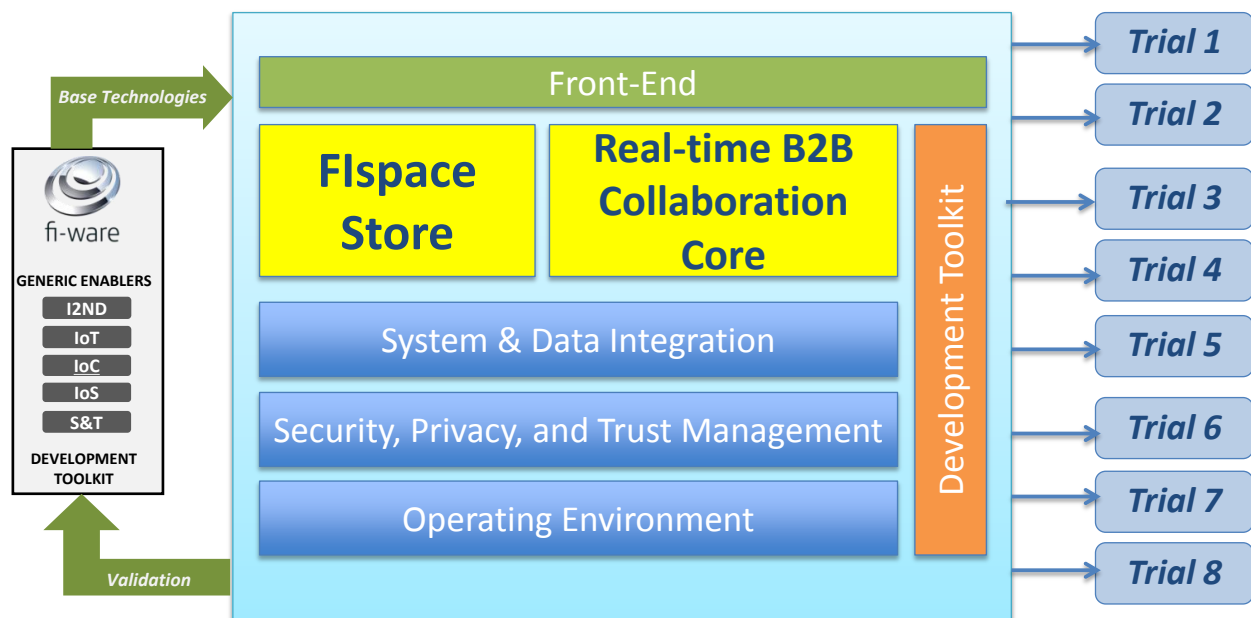 Base Technologies
fi-ware
GENERIC ENABLERS
I2ND
IoT
IoC
IoS
S&T
DEVELOPMENT
TOOLKIT
Validation
Front-End
FIspace
Store
Real-time B2B
Collaboration
Core
System & Data Integration
Security, Privacy, and Trust Management
Operating Environment
Development Toolkit
Trial 1
Trial 2
Trial 3
Trial 4
Trial 5
Trial 6
Trial 7
Trial 8